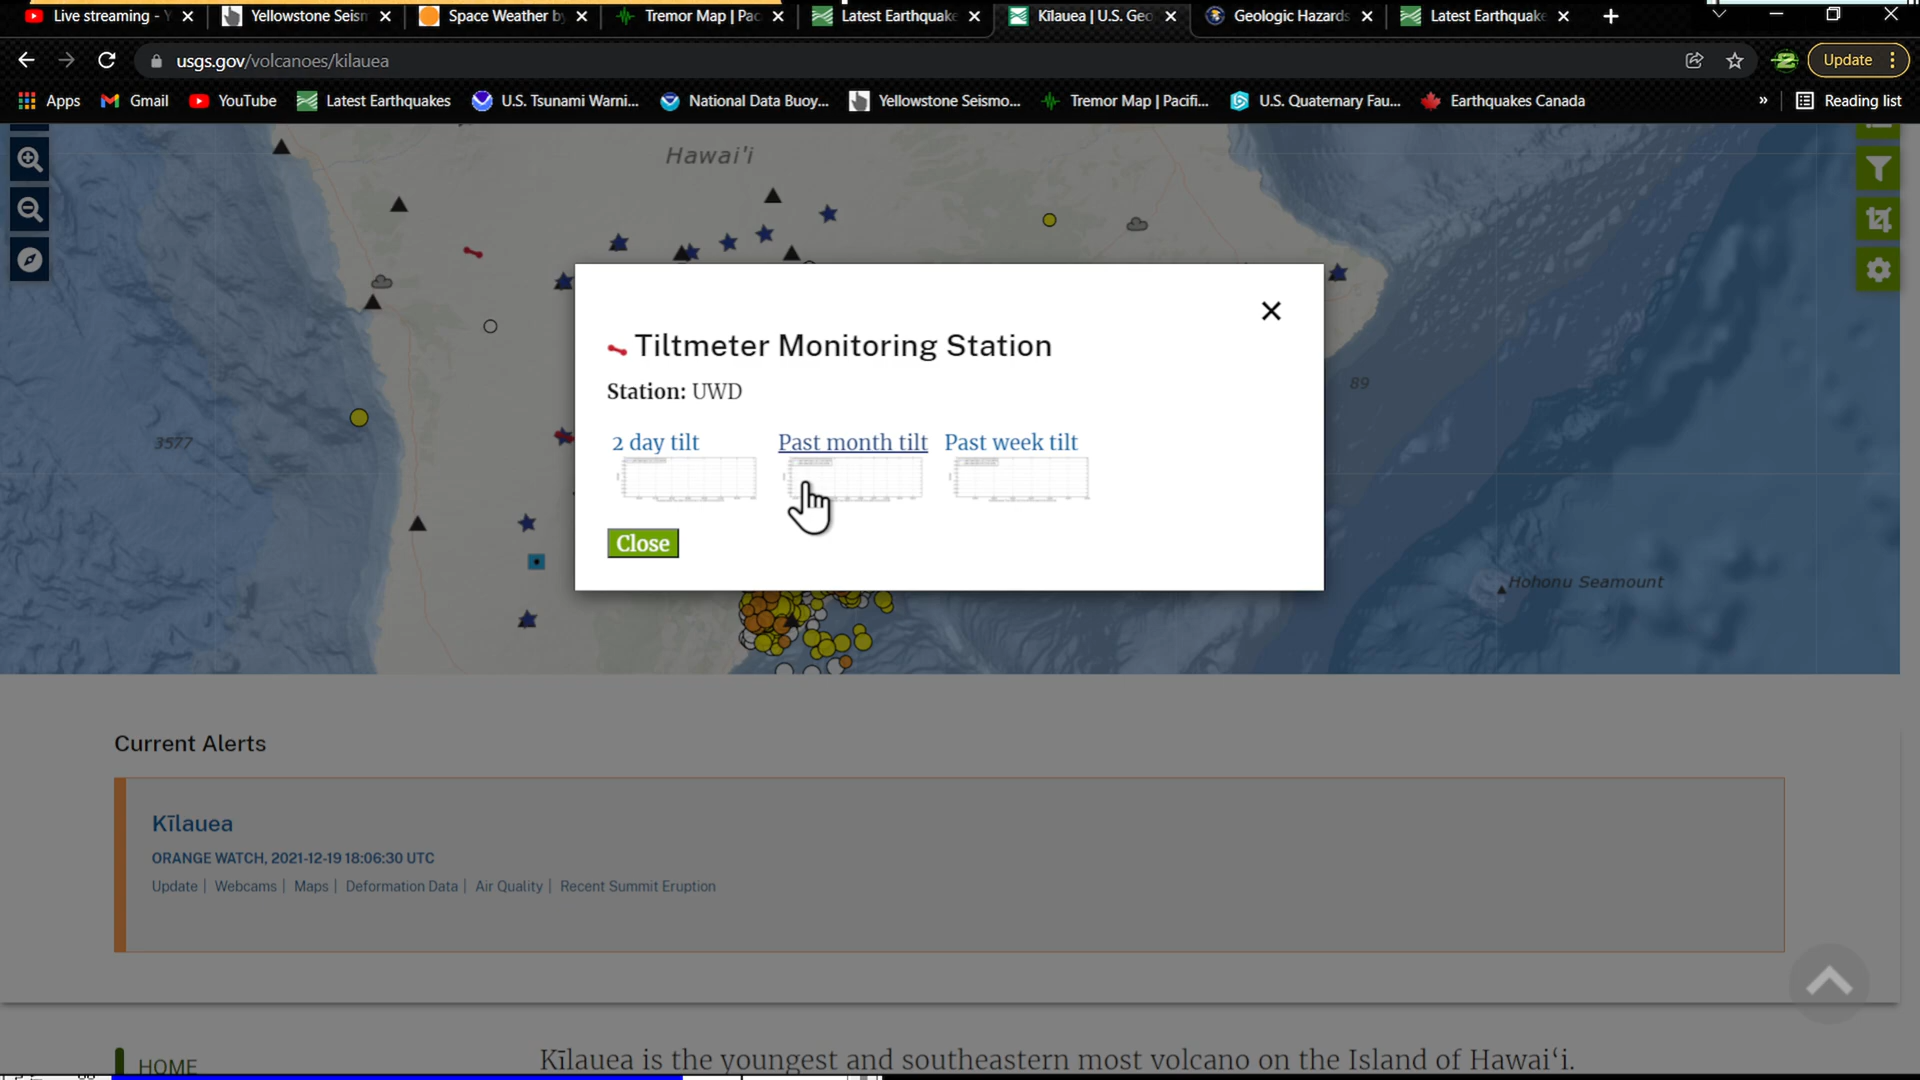 Live streaming - Y
Yellowstone Seism
Space Weather by
Tremor Map | Pac
Latest Earthquake
Kīlauea | U.S. Geo
Geologic Hazards
Latest Earthquake
usgs.gov/volcanoes/kilauea
Update
Apps
Gmail
YouTube
Latest Earthquakes
U.S. Tsunami Warni...
National Data Buoy...
Yellowstone Seismo...
Tremor Map | Pacifi...
U.S. Quaternary Fau...
Earthquakes Canada
»
Reading list
Hawai'i
Tiltmeter Monitoring Station
Station: UWD
2 day tilt
Past month tilt
Past week tilt
Close
3577
89
Hohonu Seamount
Current Alerts
Kīlauea
ORANGE WATCH, 2021-12-19 18:06:30 UTC
Update | Webcams | Maps | Deformation Data | Air Quality | Recent Summit Eruption
HOME
Kīlauea is the youngest and southeastern most volcano on the Island of Hawaiʻi.